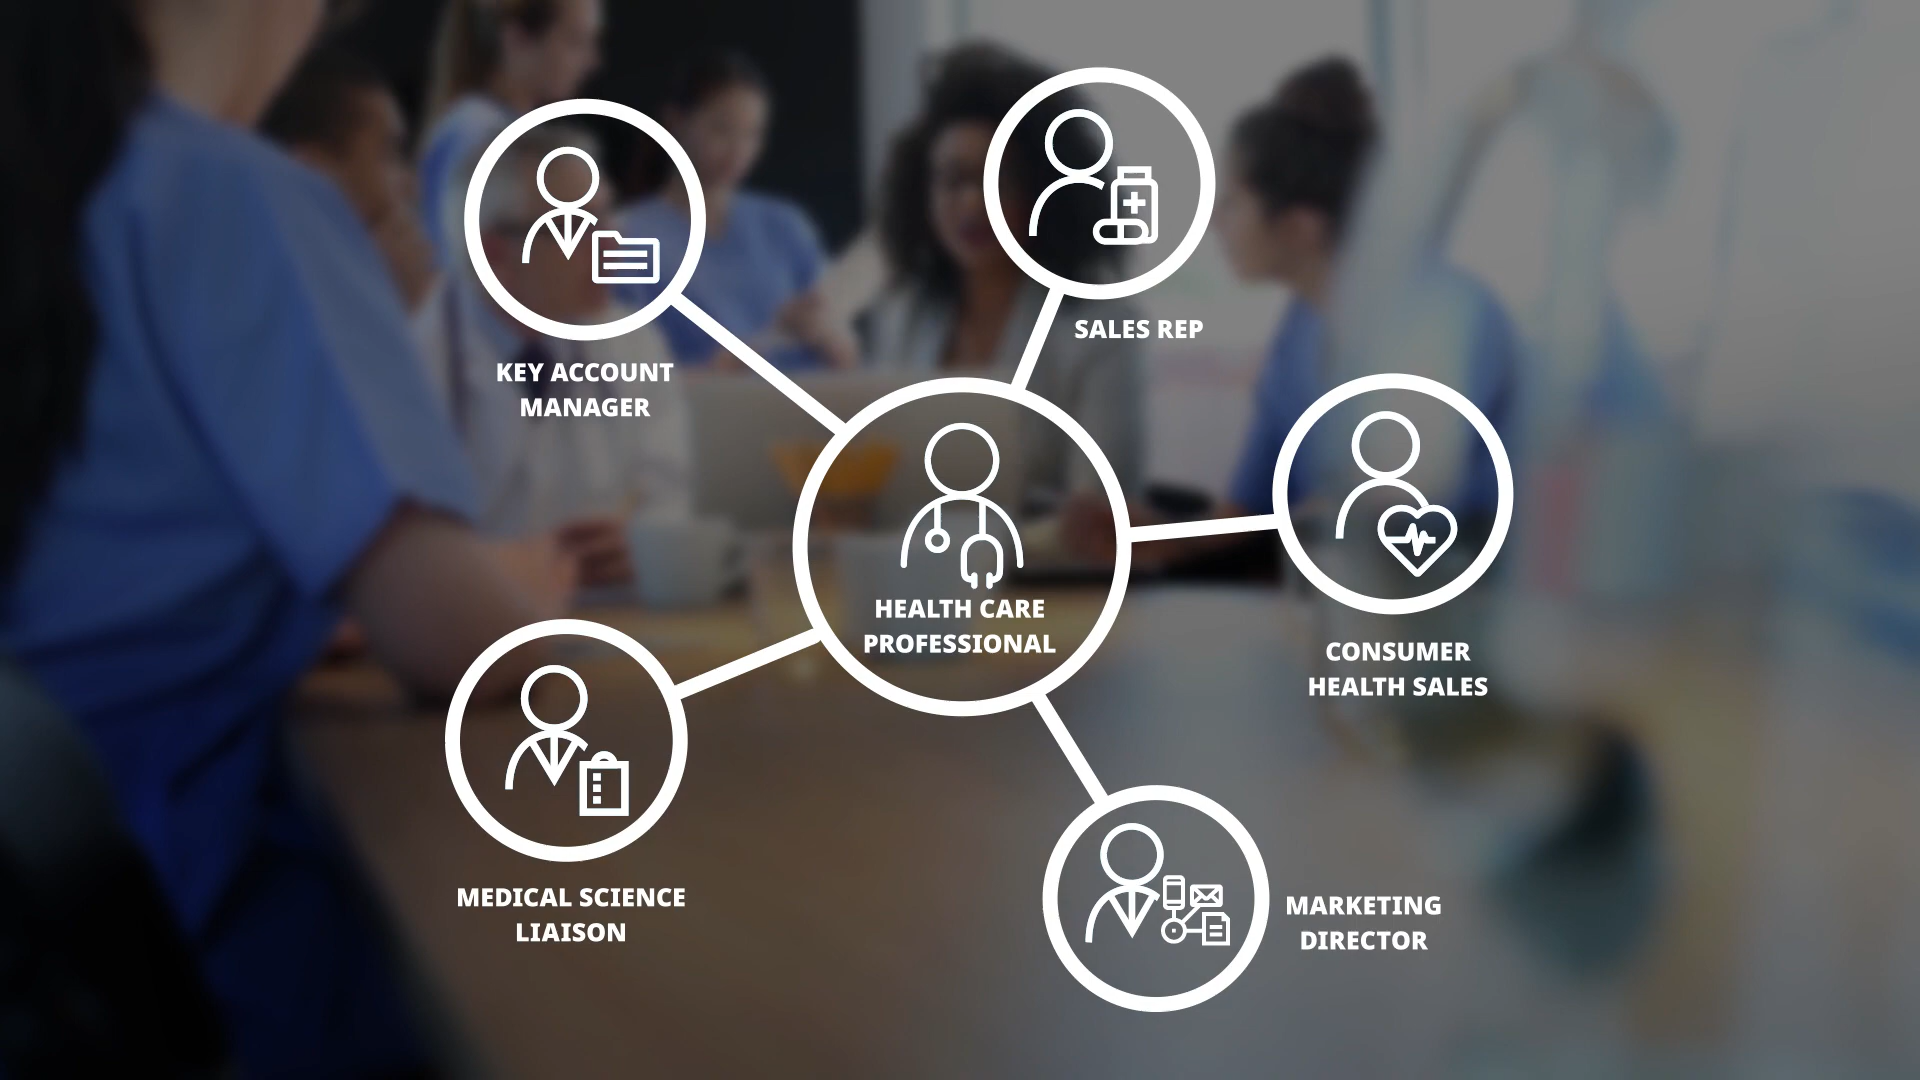 SALES REP
KEY ACCOUNT
MANAGER
HEALTH CARE
PROFESSIONAL
CONSUMER
HEALTH SALES
MEDICAL SCIENCE
LIAISON
MARKETING
DIRECTOR